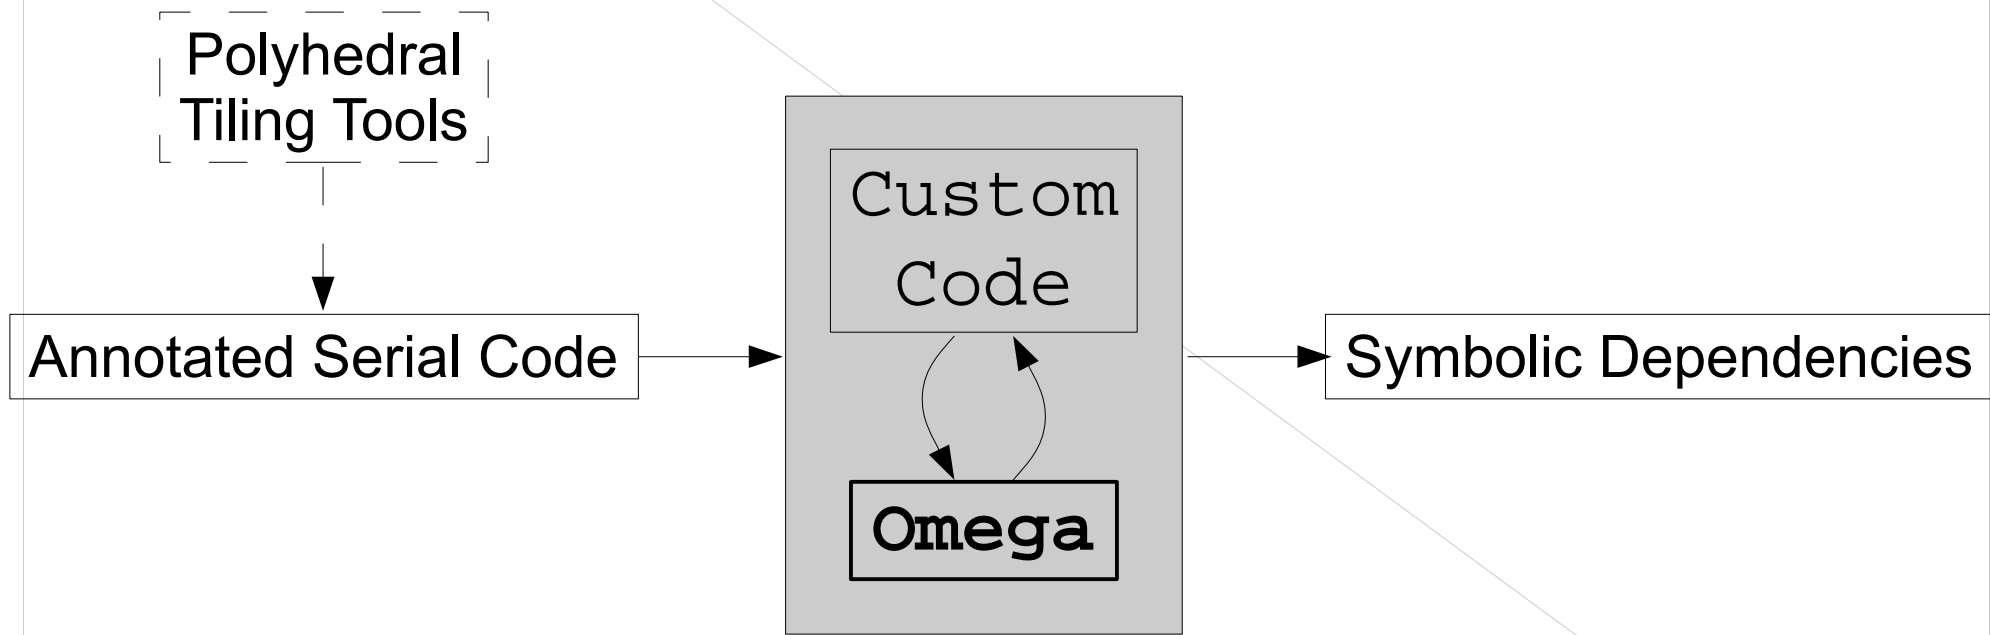 Polyhedral
Tiling Tools
Custom
Code
Annotated Serial Code
Symbolic Dependencies
Omega